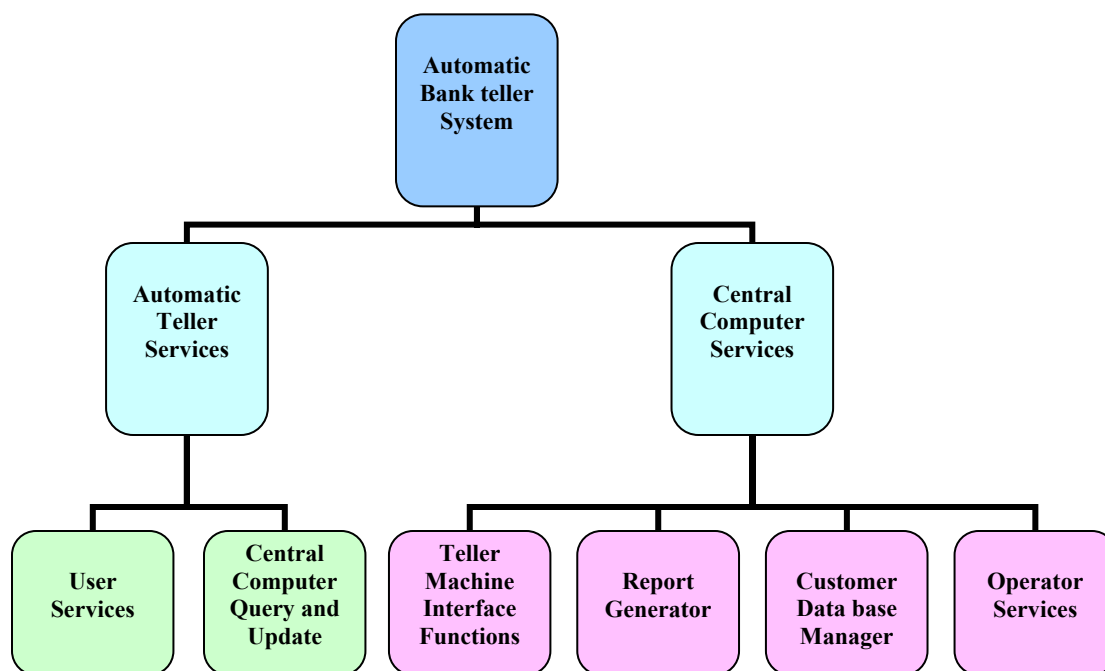 Automatic
Bank teller
System
Automatic
Teller
Services
Central
Computer
Services
User
Services
Central
Computer
Query and
Update
Teller
Machine
Interface
Functions
Report
Generator
Customer
Data base
Manager
Operator
Services